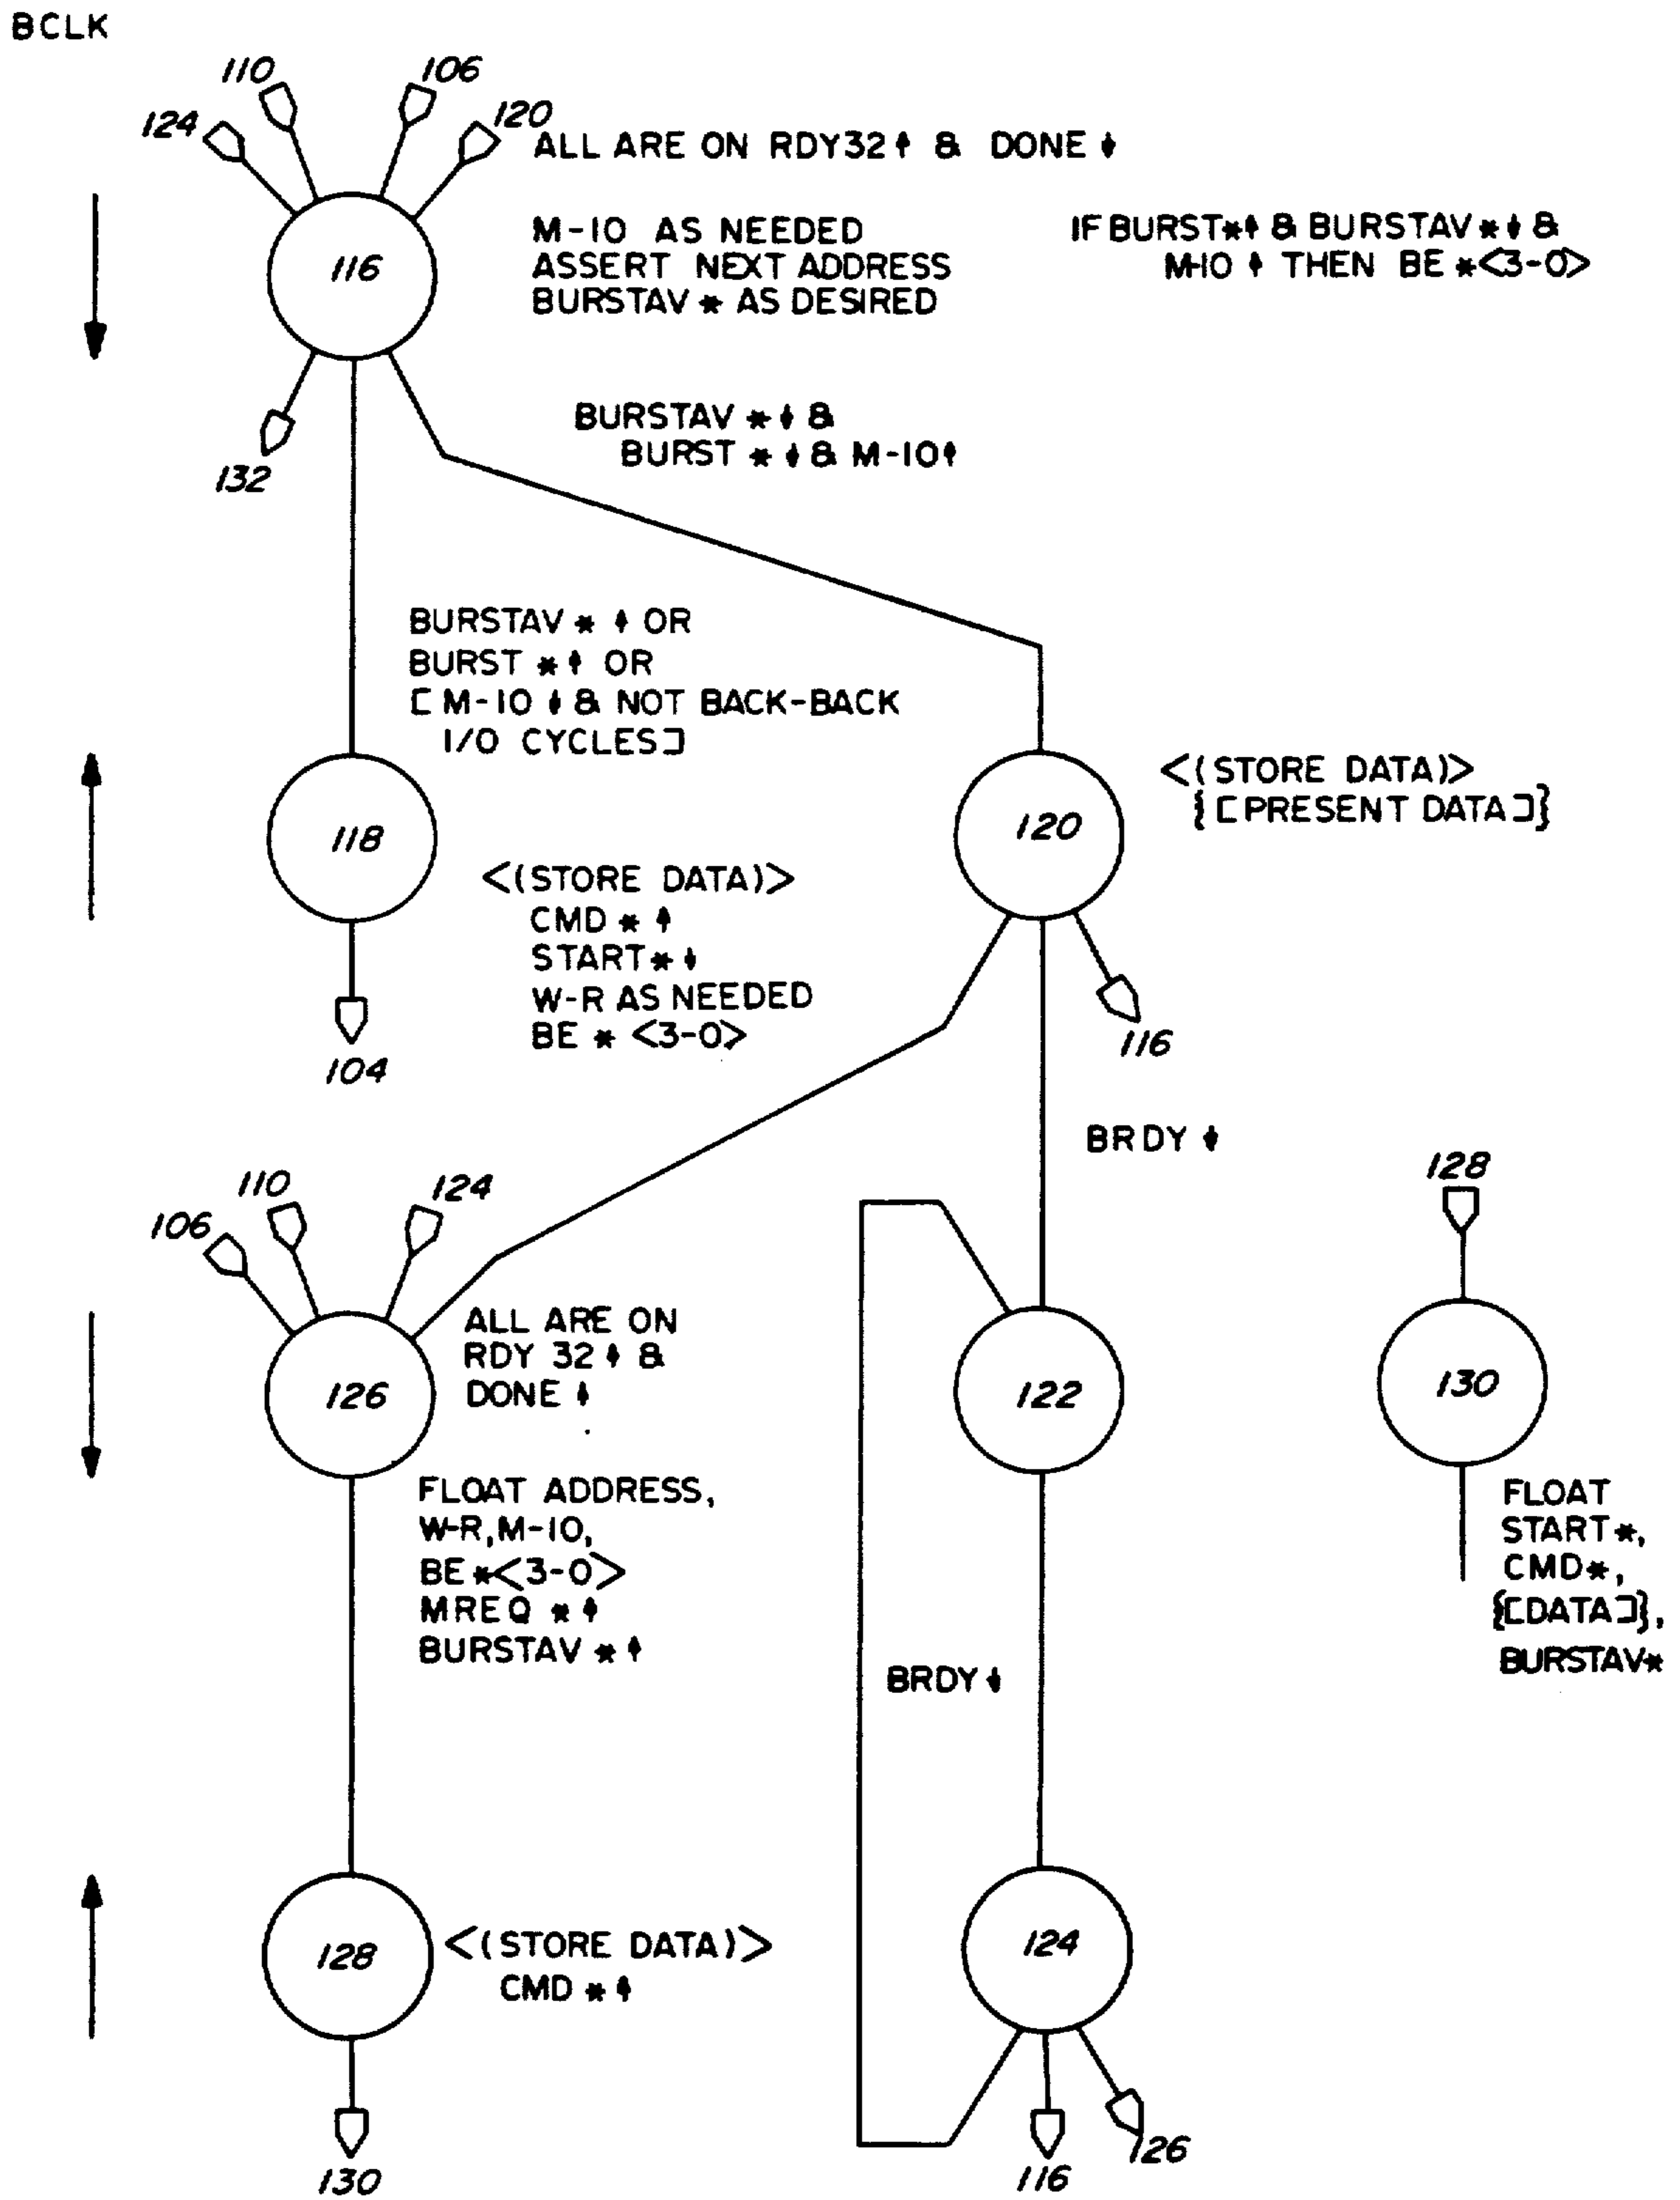 BCLK
110
106
124
120
ALL ARE ON RDY32↑ & DONE ↓
116
M-IO AS NEEDED
ASSERT NEXT ADDRESS
BURSTAV * AS DESIRED
IF BURST*↑ & BURSTAV *↓ &
M-IO ↑ THEN BE *<3-0>
132
BURSTAV *↓ &
BURST *↓ & M-IO↑
BURSTAV * ↑ OR
BURST *↑ OR
[M-IO ↓ & NOT BACK-BACK
I/O CYCLES]
118
<(STORE DATA)>
CMD * ↑
START*↓
W-R AS NEEDED
BE * <3-0>
104
120
<(STORE DATA)>
{[PRESENT DATA]}
116
BRDY ↓
110
124
106
126
ALL ARE ON
RDY 32 ↑ &
DONE ↓
FLOAT ADDRESS,
W-R, M-IO,
BE *<3-0>
MREQ *↑
BURSTAV *↑
122
128
130
FLOAT
START*,
CMD*,
{[DATA]},
BURSTAV*
BRDY↓
128
<(STORE DATA)>
CMD *↑
130
124
116
126